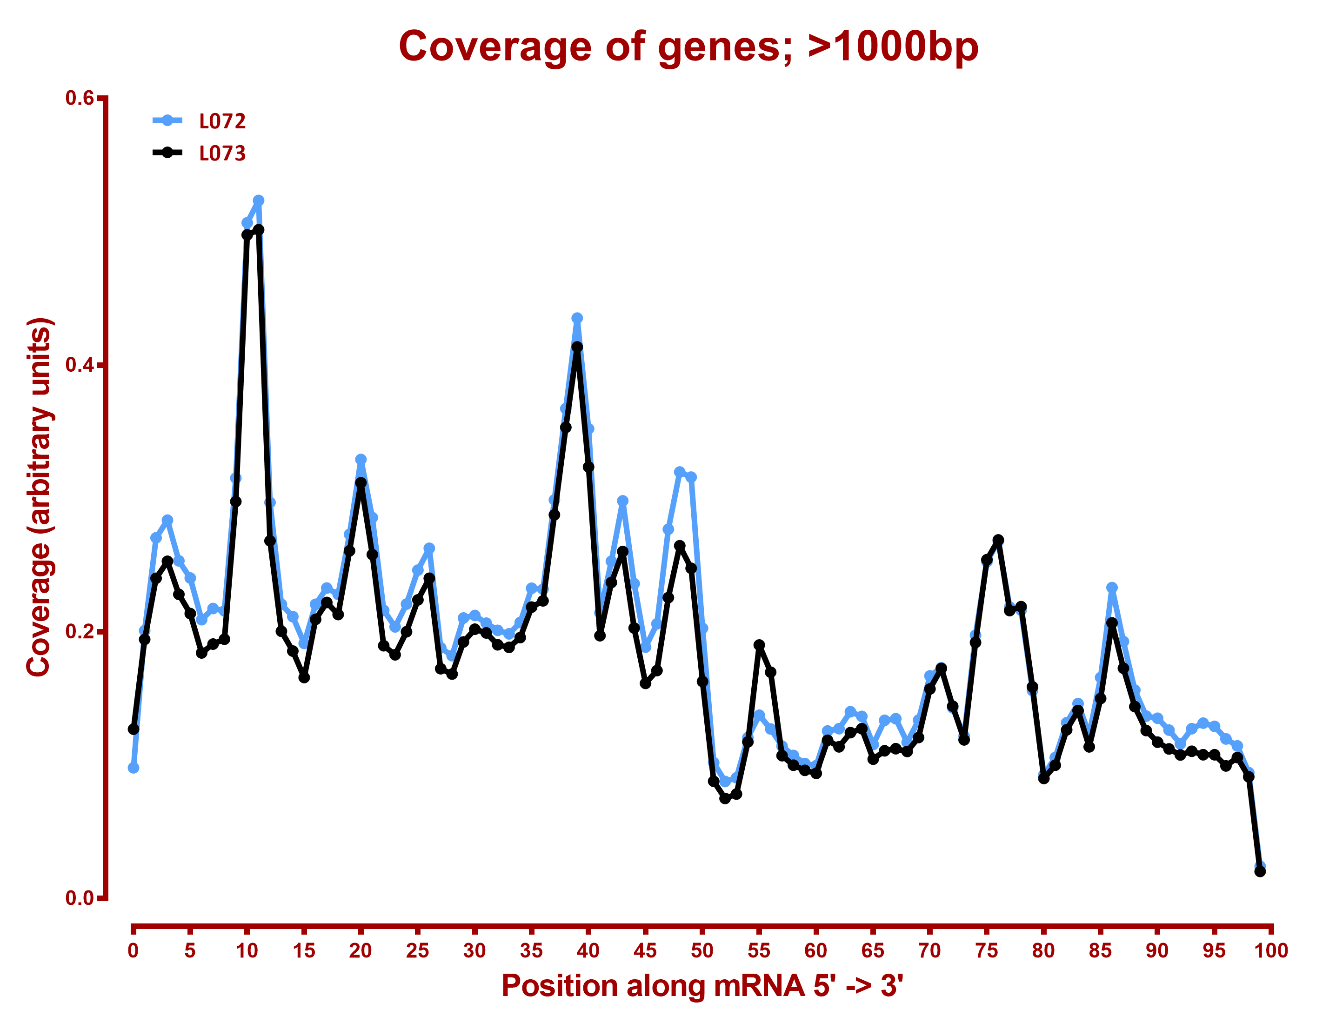 Coverage of genes; >1000bp
L072
L073
Coverage (arbitrary units)
0.6
0.4
0.2
0.0
0 5 10 15 20 25 30 35 40 45 50 55 60 65 70 75 80 85 90 95 100
Position along mRNA 5' -> 3'